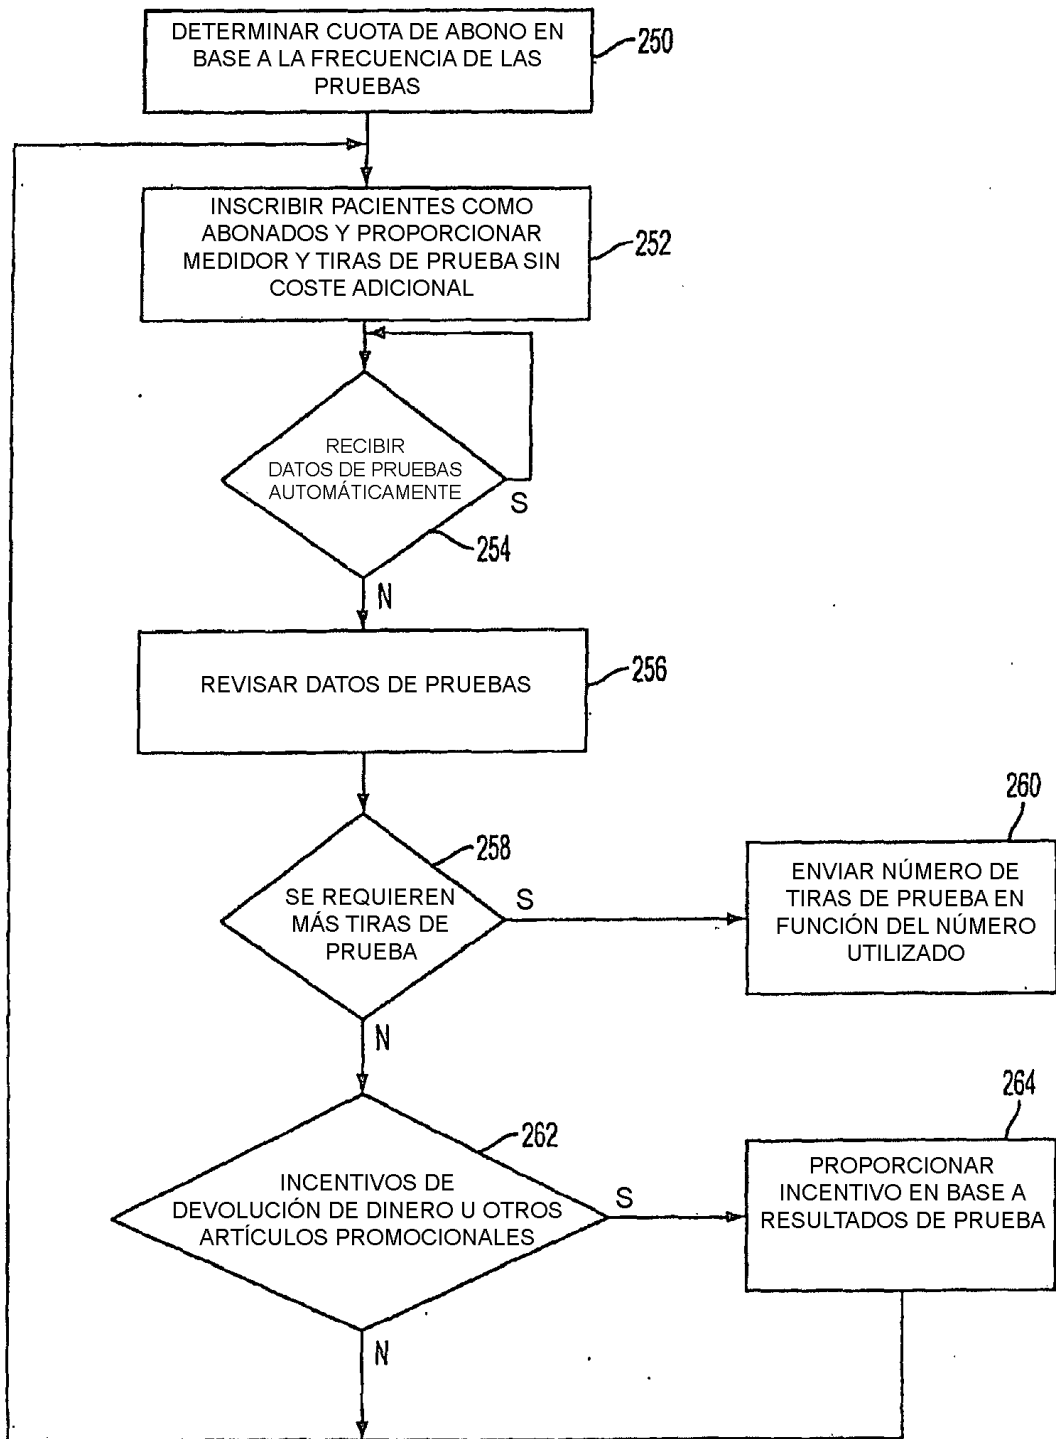 DETERMINAR CUOTA DE ABONO EN
BASE A LA FRECUENCIA DE LAS
PRUEBAS
250
INSCRIBIR PACIENTES COMO
ABONADOS Y PROPORCIONAR
MEDIDOR Y TIRAS DE PRUEBA SIN
COSTE ADICIONAL
252
RECIBIR
DATOS DE PRUEBAS
AUTOMÁTICAMENTE
S
254
N
REVISAR DATOS DE PRUEBAS
256
258
SE REQUIEREN
MÁS TIRAS DE
PRUEBA
S
N
260
ENVIAR NÚMERO DE
TIRAS DE PRUEBA EN
FUNCIÓN DEL NÚMERO
UTILIZADO
262
INCENTIVOS DE
DEVOLUCIÓN DE DINERO U OTROS
ARTÍCULOS PROMOCIONALES
S
N
264
PROPORCIONAR
INCENTIVO EN BASE A
RESULTADOS DE PRUEBA